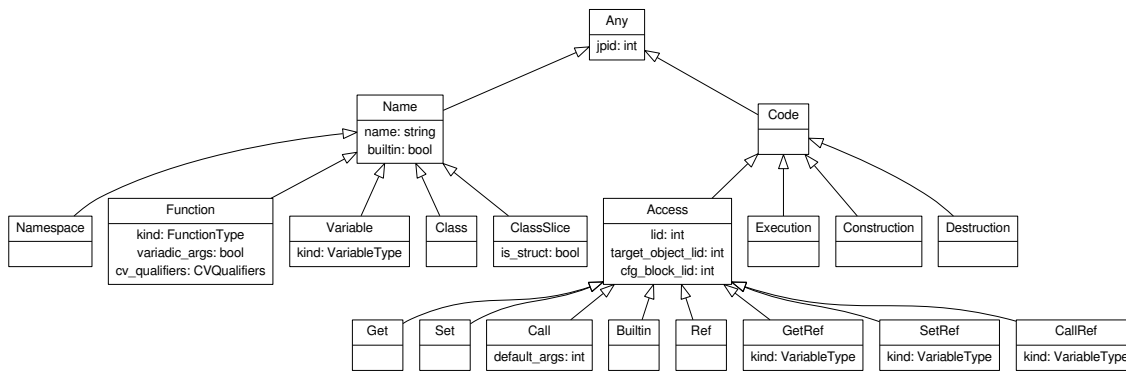 Any
jpid: int
Name
name: string
builtin: bool
Code
Namespace
Function
kind: FunctionType
variadic_args: bool
cv_qualifiers: CVQualifiers
Variable
kind: VariableType
Class
ClassSlice
is_struct: bool
Access
lid: int
target_object_lid: int
cfg_block_lid: int
Execution
Construction
Destruction
Get
Set
Call
default_args: int
Builtin
Ref
GetRef
kind: VariableType
SetRef
kind: VariableType
CallRef
kind: VariableType